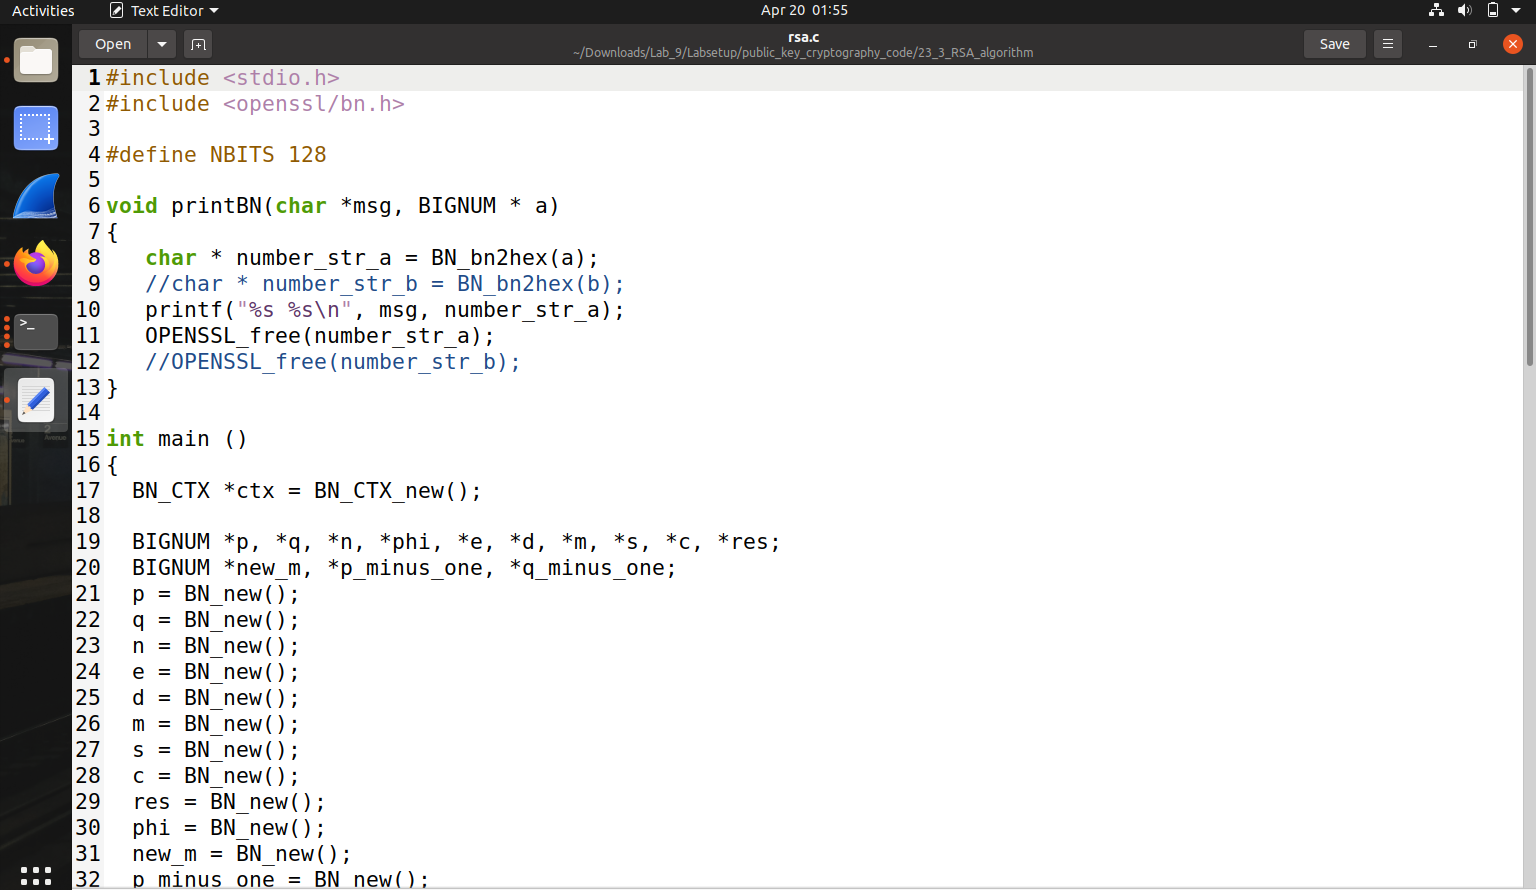 Activities
Text Editor
Apr 20 01:55
Open
rsa.c
~/Downloads/Lab_9/Labsetup/public_key_cryptography_code/23_3_RSA_algorithm
Save
1 #include <stdio.h>
2 #include <openssl/bn.h>
3
4 #define NBITS 128
5
6 void printBN(char *msg, BIGNUM * a)
7 {
8    char * number_str_a = BN_bn2hex(a);
9    //char * number_str_b = BN_bn2hex(b);
10    printf("%s %s\n", msg, number_str_a);
11    OPENSSL_free(number_str_a);
12    //OPENSSL_free(number_str_b);
13 }
14
15 int main ()
16 {
17   BN_CTX *ctx = BN_CTX_new();
18
19   BIGNUM *p, *q, *n, *phi, *e, *d, *m, *s, *c, *res;
20   BIGNUM *new_m, *p_minus_one, *q_minus_one;
21   p = BN_new();
22   q = BN_new();
23   n = BN_new();
24   e = BN_new();
25   d = BN_new();
26   m = BN_new();
27   s = BN_new();
28   c = BN_new();
29   res = BN_new();
30   phi = BN_new();
31   new_m = BN_new();
32   p_minus_one = BN_new();